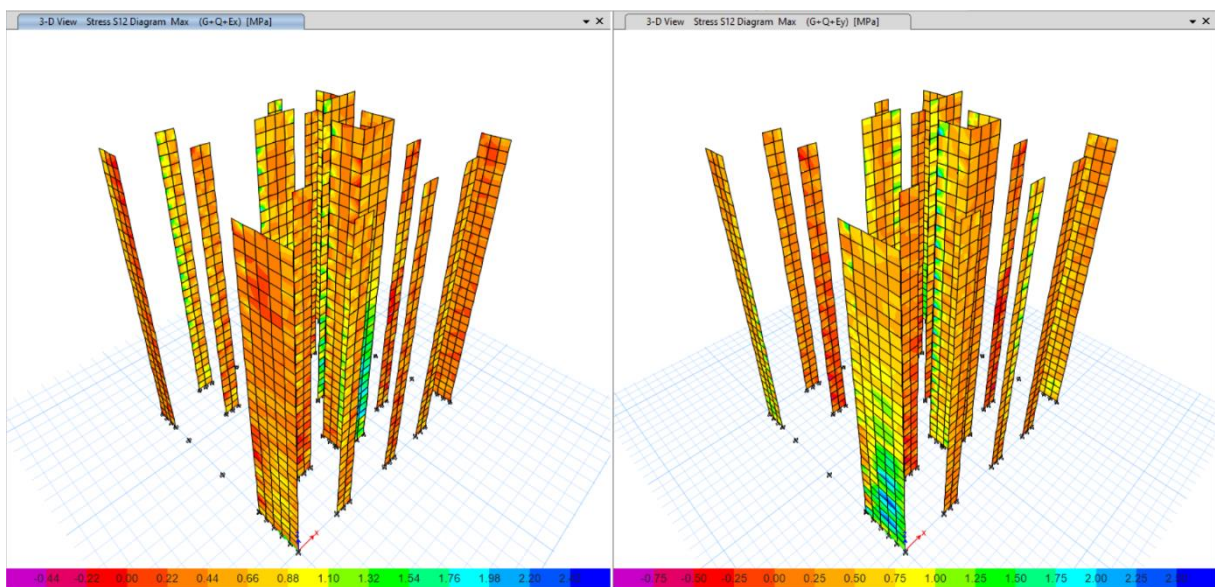 3-D View Stress S12 Diagram Max (G+Q+Ex) [MPa]
3-D View Stress S12 Diagram Max (G+Q+Ey) [MPa]
X
X
-0.44 -0.22 0.00 0.22 0.44 0.66 0.88 1.10 1.32 1.54 1.76 1.98 2.20
-0.75 -0.50 -0.25 0.00 0.25 0.50 0.75 1.00 1.25 1.50 1.75 2.00